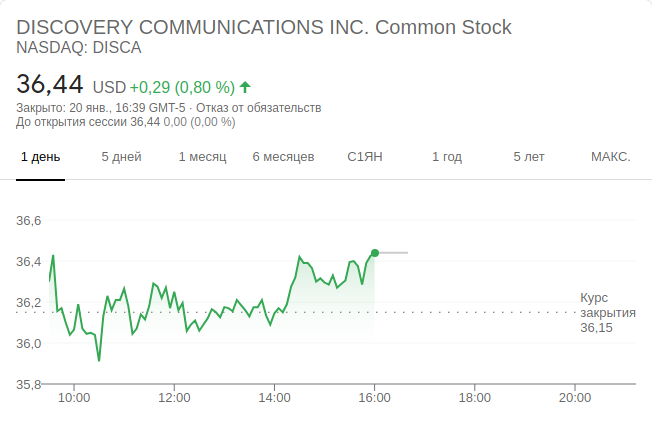 DISCOVERY COMMUNICATIONS INC. Common Stock
NASDAQ: DISCA
36,44 USD +0,29 (0,80 %)
Закрыто: 20 янв., 16:39 GMT-5 · Отказ от обязательств
До открытия сессии 36,44 0,00 (0,00 %)
1 день 5 дней 1 месяц 6 месяцев С1ЯН 1 год 5 лет МАКС.
36,6
36,4
36,2
36,0
35,8
Курс
закрытия
36,15
10:00 12:00 14:00 16:00 18:00 20:00